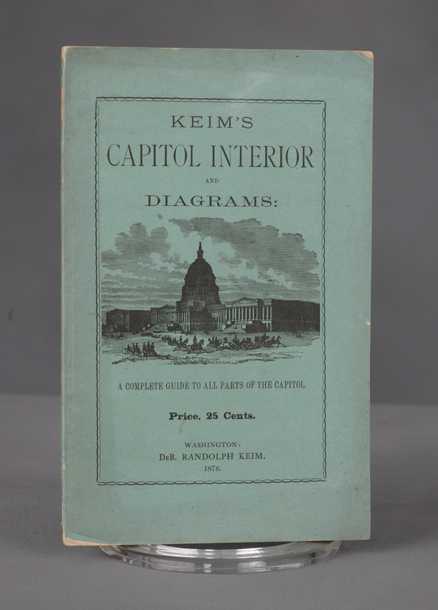 KEIM'S
CAPITOL INTERIOR
AND
DIAGRAMS:
A COMPLETE GUIDE TO ALL PARTS OF THE CAPITOL.
Price, 25 Cents.
WASHINGTON:
DEB. RANDOLPH KEIM.
1876.